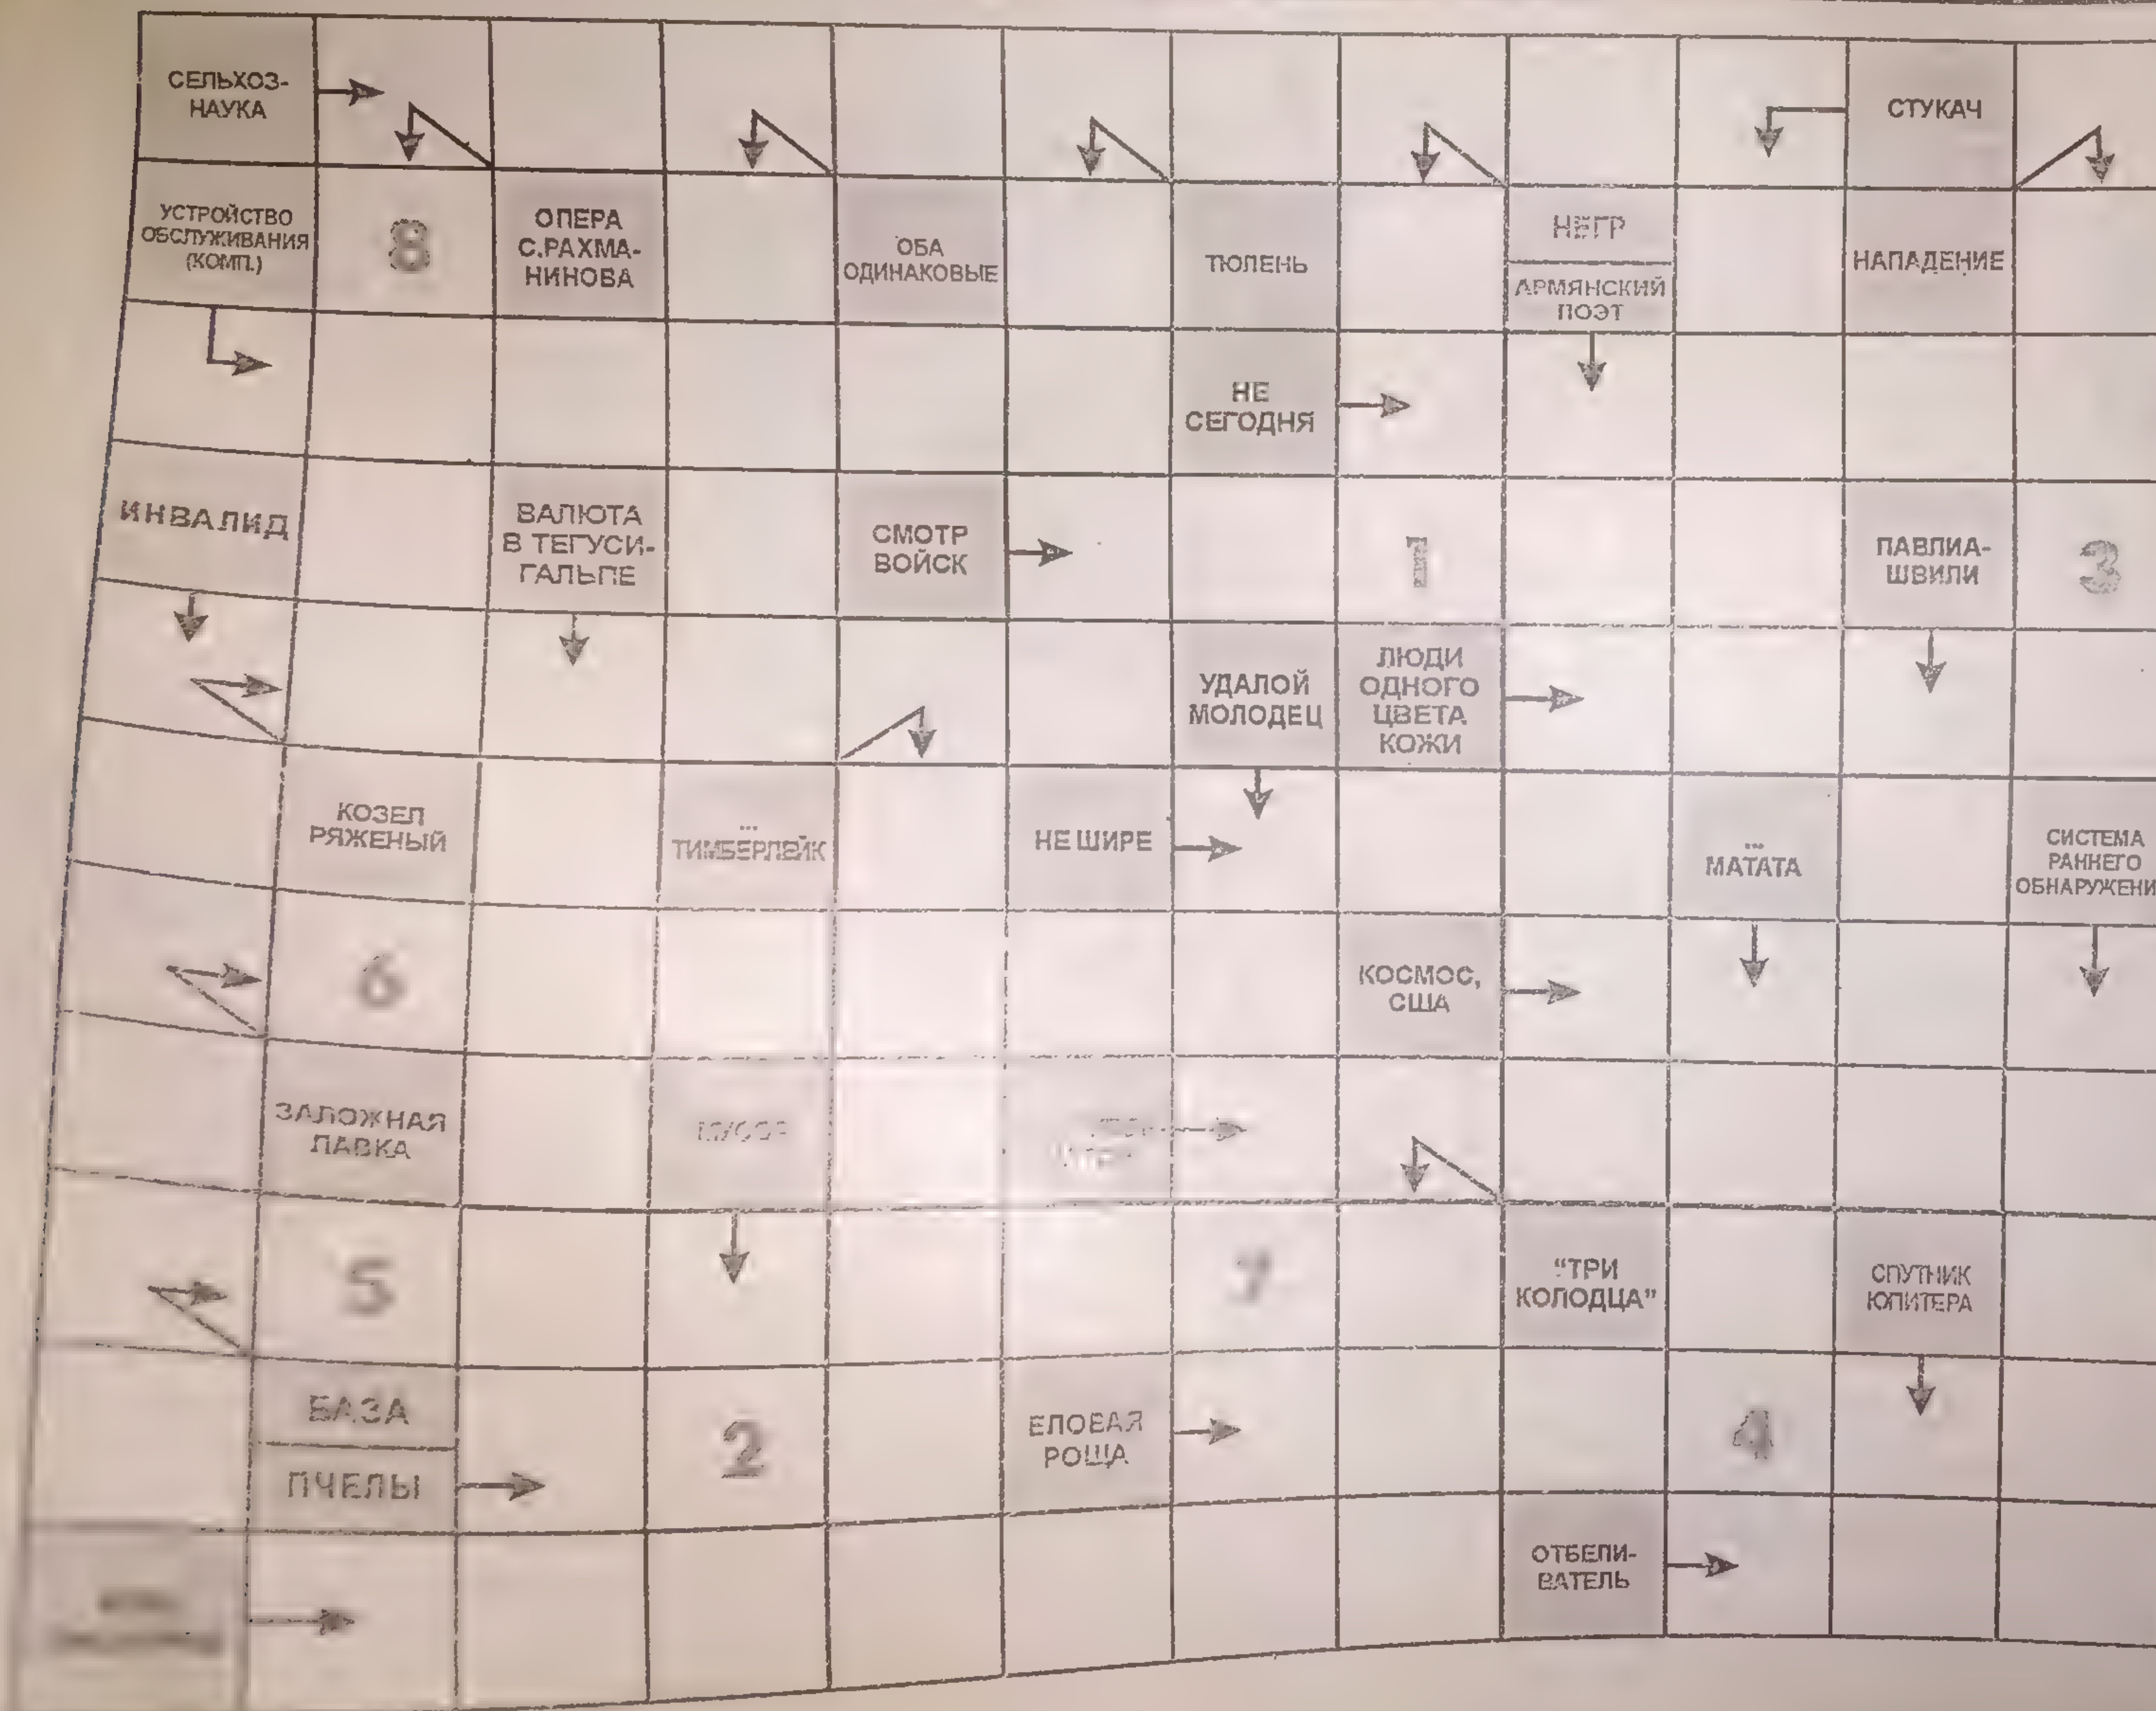 СЕЛЬХОЗ-
НАУКА
СТУКАЧ
УСТРОЙСТВО
ОБСЛУЖИВАНИЯ
(КОМП.)
8
ОПЕРА
С.РАХМА-
НИНОВА
ОБА
ОДИНАКОВЫЕ
ТЮЛЕНЬ
НЕГР
АРМЯНСКИЙ
ПОЭТ
НАПАДЕНИЕ
НЕ
СЕГОДНЯ
ИНВАЛИД
ВАЛЮТА
В ТЕГУСИ-
ГАЛЬПЕ
СМОТР
ВОЙСК
1
ПАВЛИА-
ШВИЛИ
3
УДАЛОЙ
МОЛОДЕЦ
ЛЮДИ
ОДНОГО
ЦВЕТА
КОЖИ
КОЗЕЛ
РЯЖЕНЫЙ
...
ТИМБЕРЛЕЙК
НЕ ШИРЕ
...
МАТАТА
СИСТЕМА
РАННЕГО
ОБНАРУЖЕНИ
6
КОСМОС,
США
ЗАЛОЖНАЯ
ЛАВКА
5
7
"ТРИ
КОЛОДЦА"
СПУТНИК
ЮПИТЕРА
БАЗА
ПЧЕЛЫ
2
ЕЛОВАЯ
РОЩА
4
ОТБЕЛИ-
ВАТЕЛЬ